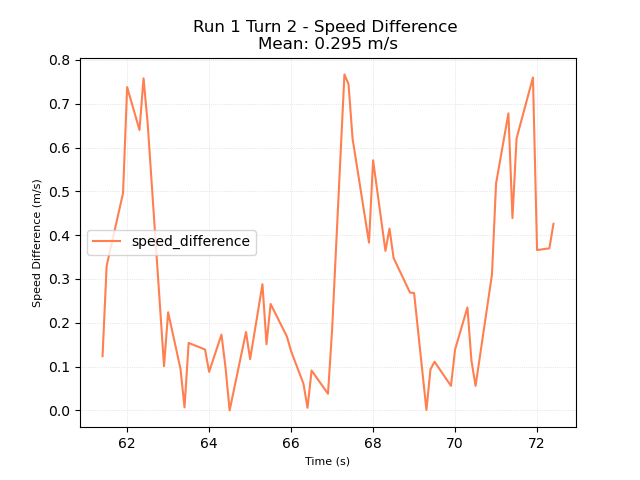 Run 1 Turn 2 - Speed Difference
Mean: 0.295 m/s
Speed Difference (m/s)
0.8
0.7
0.6
0.5
0.4
0.3
0.2
0.1
0.0
speed_difference
62 64 66 68 70 72
Time (s)